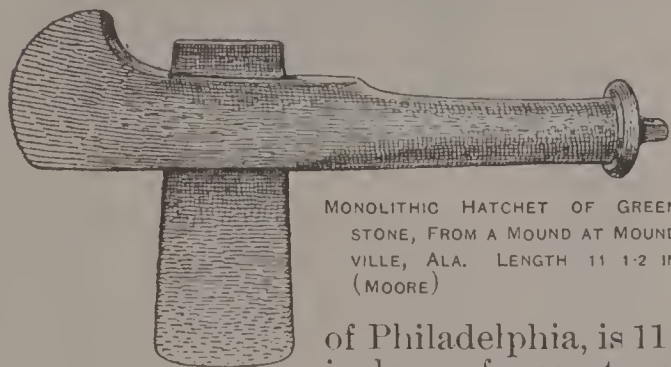 MONOLITHIC HATCHET OF GREEN
STONE, FROM A MOUND AT MOUND
VILLE, ALA. LENGTH 11 1-2 IN
(MOORE)
of Philadelphia, is 11